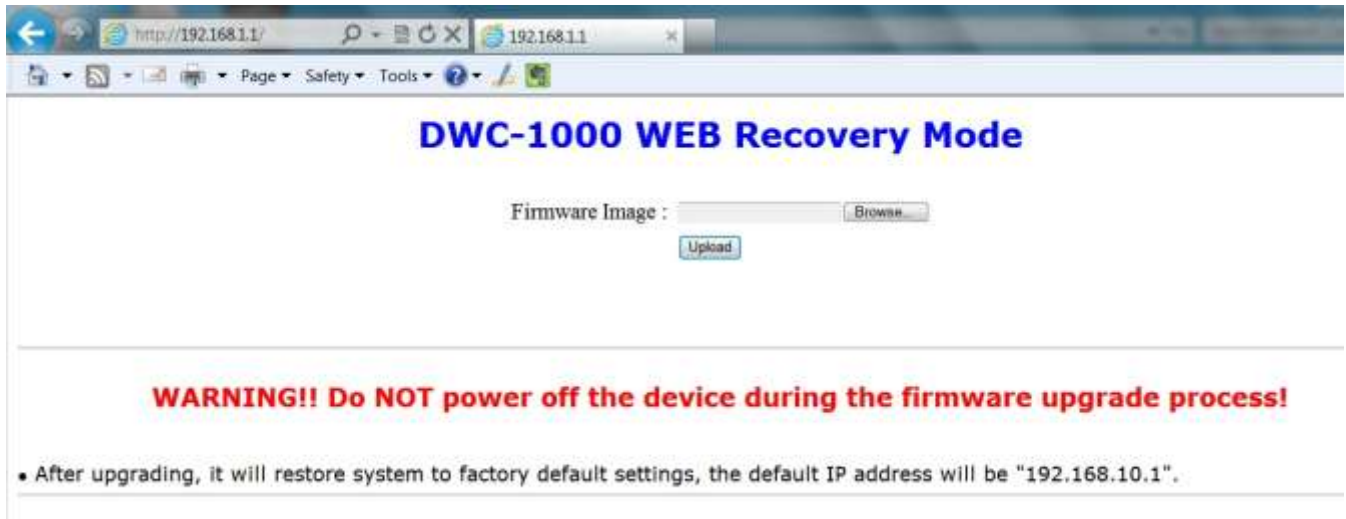 http://192.168.1.1/ 192.168.1.1
Page Safety Tools
DWC-1000 WEB Recovery Mode
Firmware Image : Browse...
Upload
WARNING!! Do NOT power off the device during the firmware upgrade process!
• After upgrading, it will restore system to factory default settings, the default IP address will be "192.168.10.1".